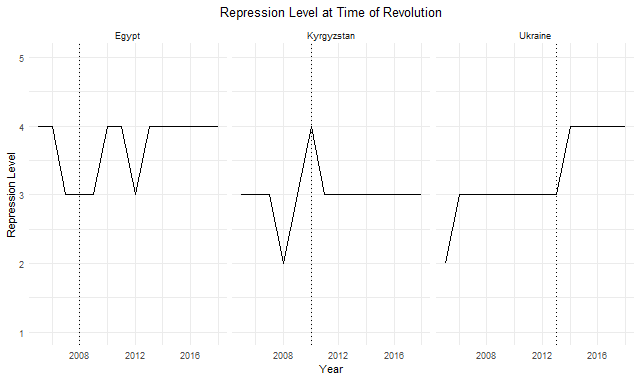 Repression Level at Time of Revolution
Egypt Kyrgyzstan Ukraine
5
4
3
2
1
Repression Level
2008 2012 2016 2008 2012 2016 2008 2012 2016
Year